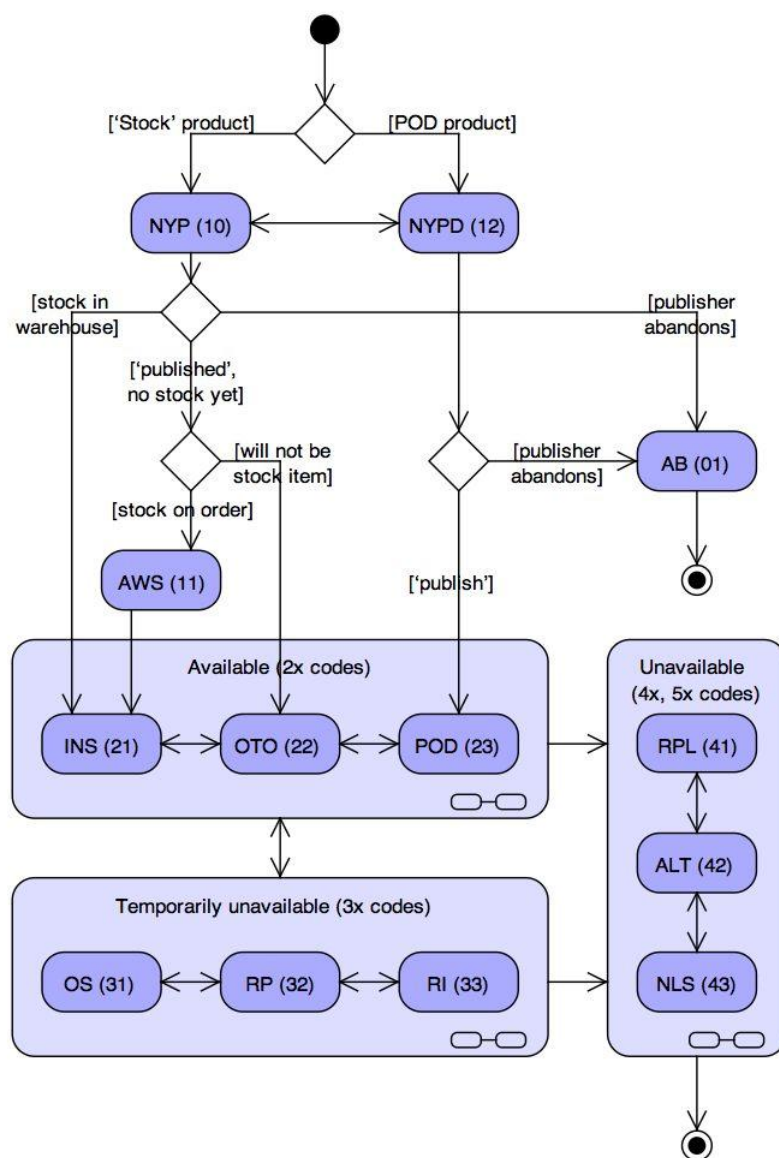 [‘Stock’ product]
[POD product]
NYP (10)
NYPD (12)
[stock in
warehouse]
[publisher
abandons]
[‘published’,
no stock yet]
[will not be
stock item]
[publisher
abandons]
AB (01)
[stock on order]
AWS (11)
[‘publish’]
Available (2x codes)
Unavailable
(4x, 5x codes)
INS (21)
OTO (22)
POD (23)
RPL (41)
ALT (42)
Temporarily unavailable (3x codes)
OS (31)
RP (32)
RI (33)
NLS (43)